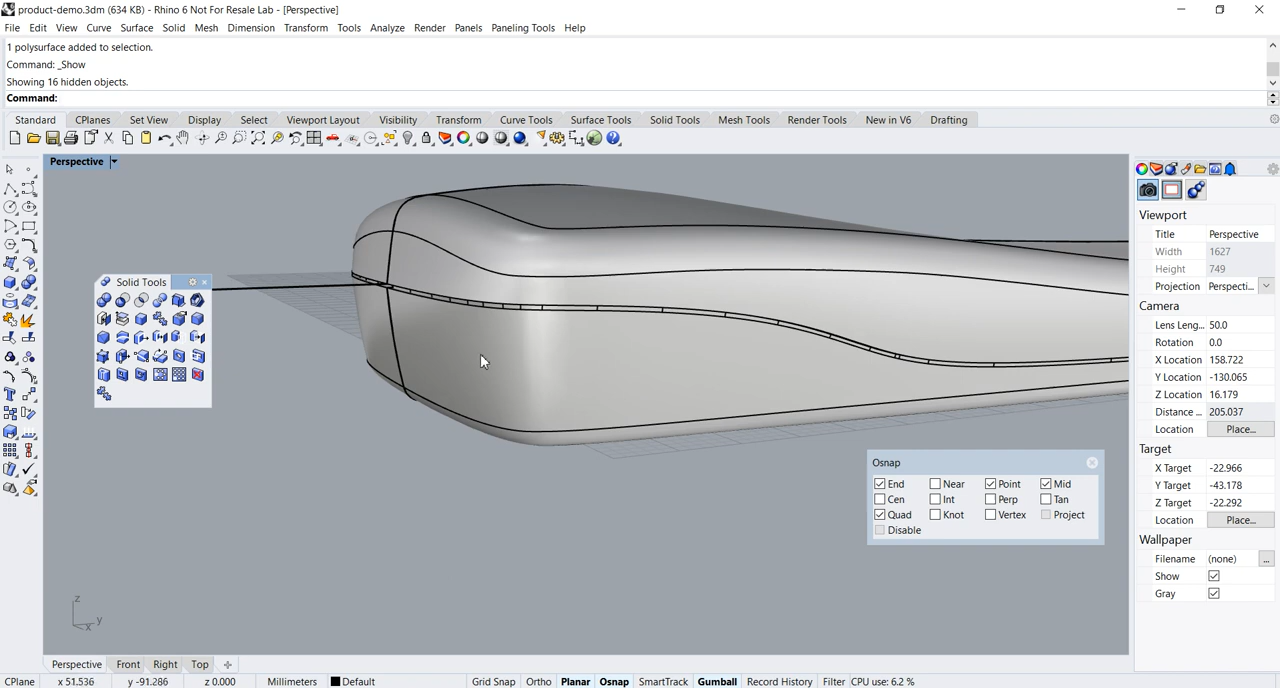 product-demo.3dm (634 KB) - Rhino 6 Not For Resale Lab - [Perspective]
File Edit View Curve Surface Solid Mesh Dimension Transform Tools Analyze Render Panels Paneling Tools Help
1 polysurface added to selection.
Command: _Show
Showing 16 hidden objects.
Command:
Standard CPlanes Set View Display Select Viewport Layout Visibility Transform Curve Tools Surface Tools Solid Tools Mesh Tools Render Tools New in V6 Drafting
Perspective
Solid Tools
Osnap
End Near Point Mid
Cen Int Perp Tan
Quad Knot Vertex Project
Disable
z
y
x
Viewport
Title Perspective
Width 1627
Height 749
Projection Perspecti...
Camera
Lens Leng... 50.0
Rotation 0.0
X Location 158.722
Y Location -130.065
Z Location 16.179
Distance ... 205.037
Location Place...
Target
X Target -22.966
Y Target -43.178
Z Target -22.292
Location Place...
Wallpaper
Filename (none) ...
Show
Gray
Perspective Front Right Top
CPlane x 51.536 y -91.286 z 0.000 Millimeters Default Grid Snap Ortho Planar Osnap SmartTrack Gumball Record History Filter CPU use: 6.2 %